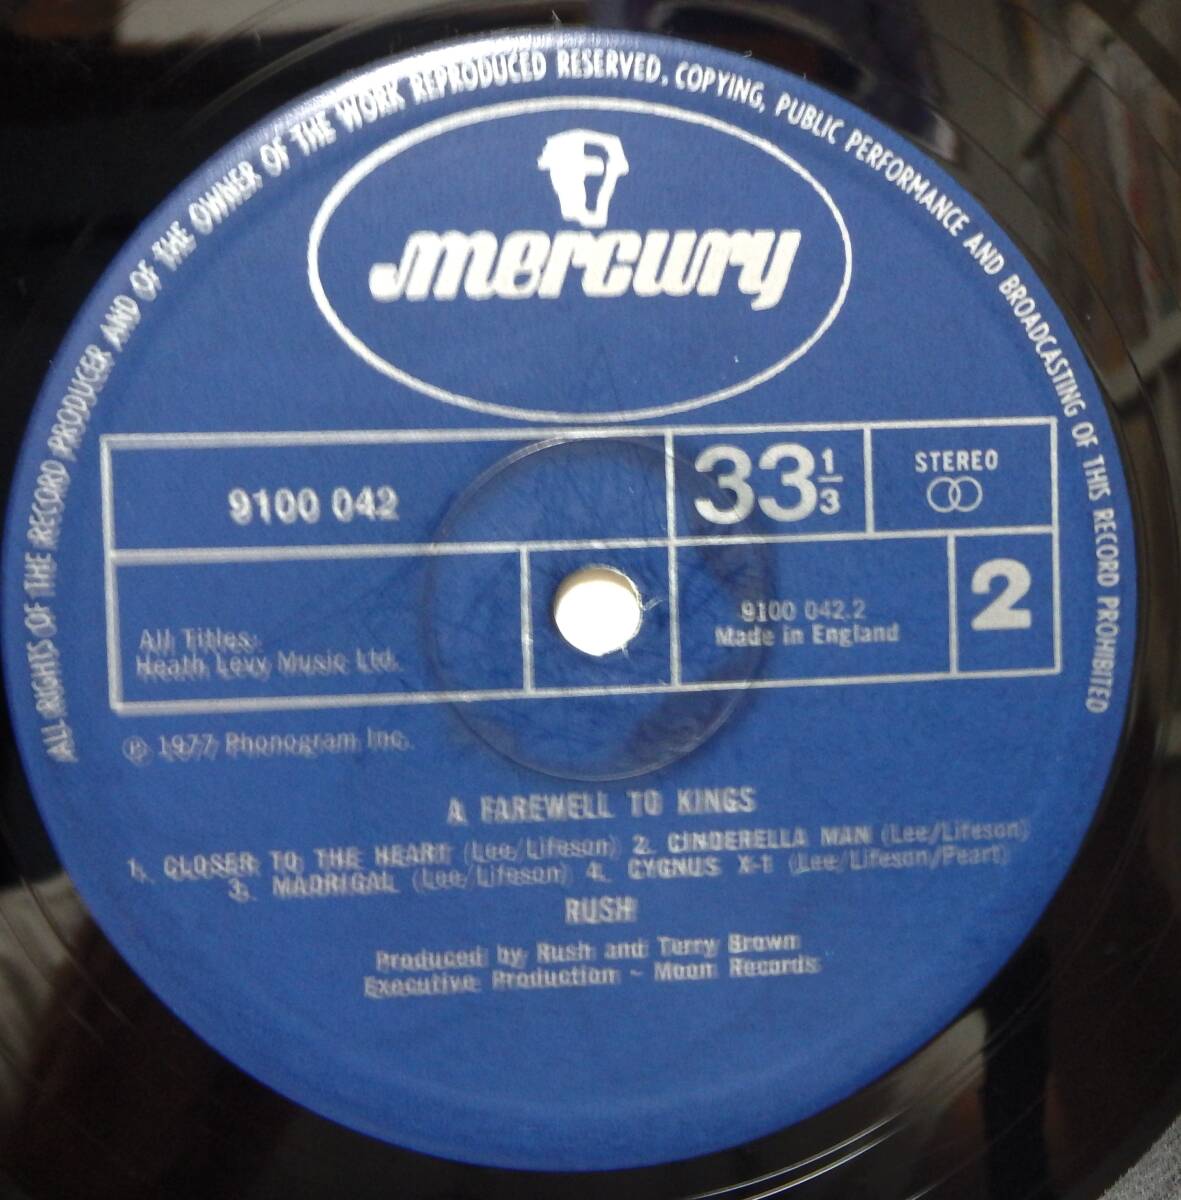 ALL RIGHTS OF THE RECORD PRODUCER AND OF THE OWNER OF THE WORK REPRODUCED RESERVED. COPYING, PUBLIC PERFORMANCE AND BROADCASTING OF THIS RECORD PROHIBITED
mercury
9100 042
33 1/3
STEREO
9100 042.2
Made in England
2
All Titles:
Heath Levy Music Ltd.
℗ 1977 Phonogram Inc.
A FAREWELL TO KINGS
1. CLOSER TO THE HEART (Lee/Lifeson) 2. CINDERELLA MAN (Lee/Lifeson)
3. MADRIGAL (Lee/Lifeson) 4. CYGNUS X-1 (Lee/Lifeson/Peart)
RUSH
Produced by Rush and Terry Brown
Executive Production - Moon Records